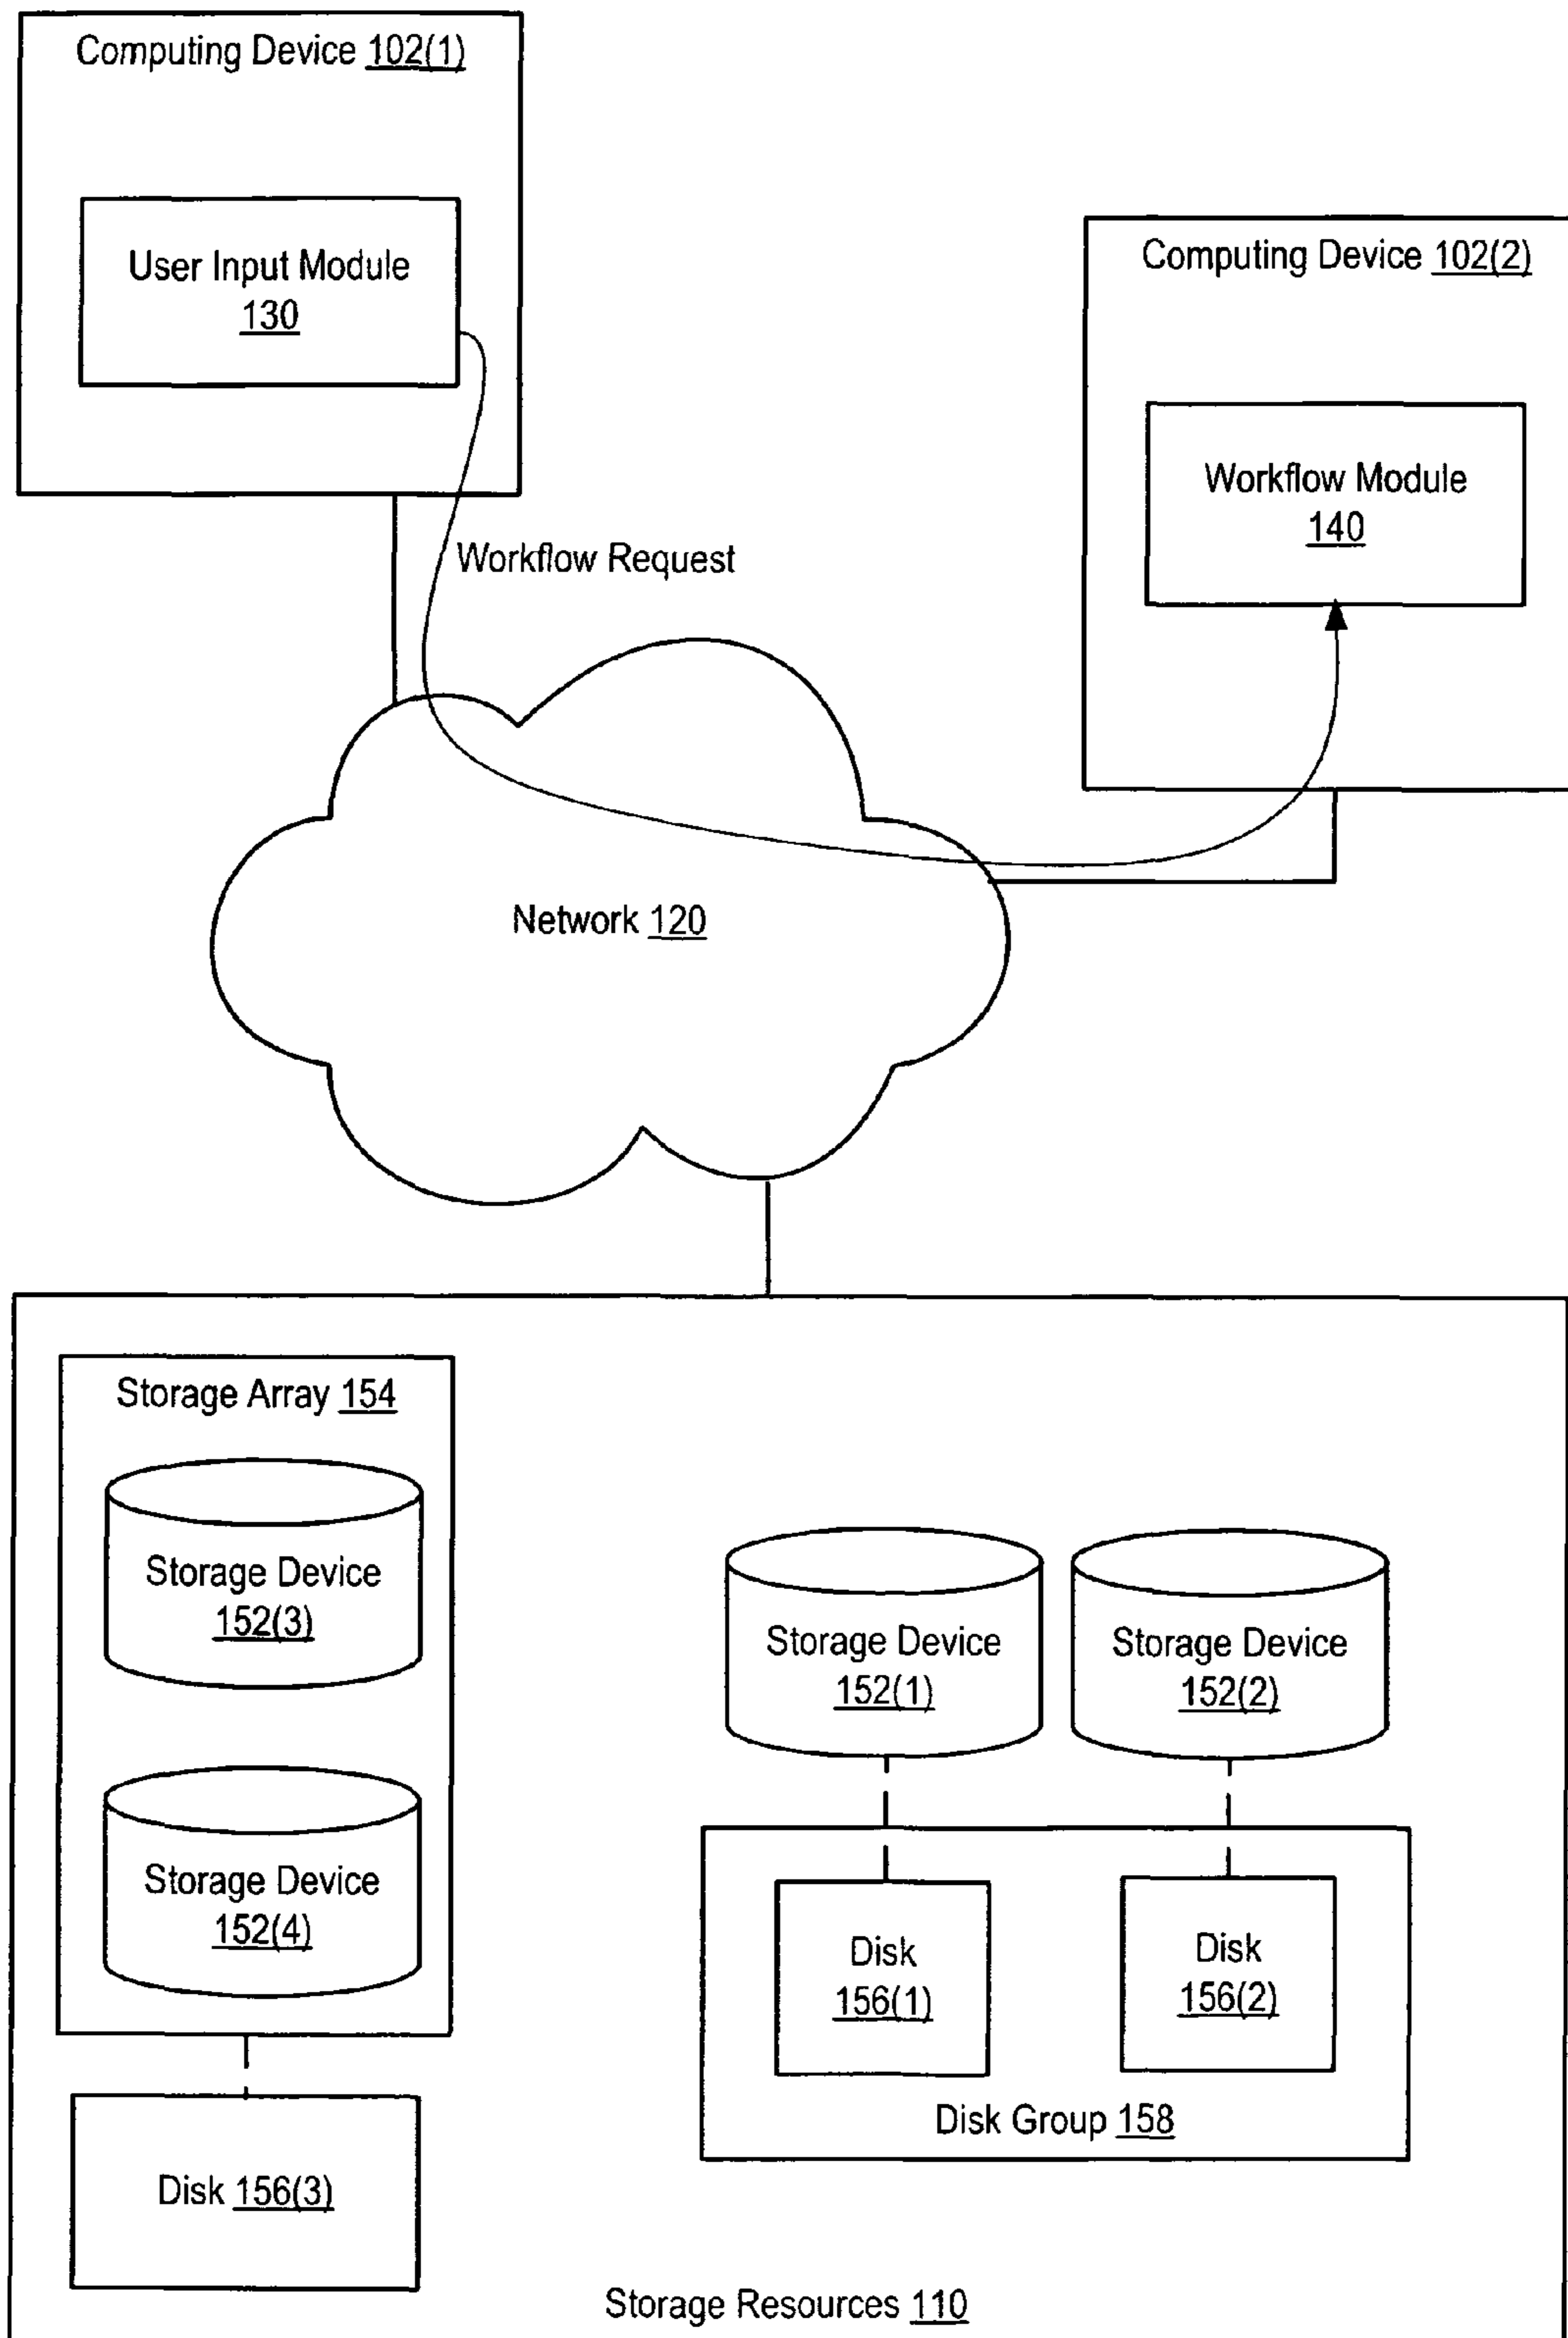 Computing Device 102(1)
User Input Module
130
Computing Device 102(2)
Workflow Module
140
Workflow Request
Network 120
Storage Array 154
Storage Device
152(3)
Storage Device
152(4)
Disk 156(3)
Storage Device
152(1)
Storage Device
152(2)
Disk
156(1)
Disk
156(2)
Disk Group 158
Storage Resources 110